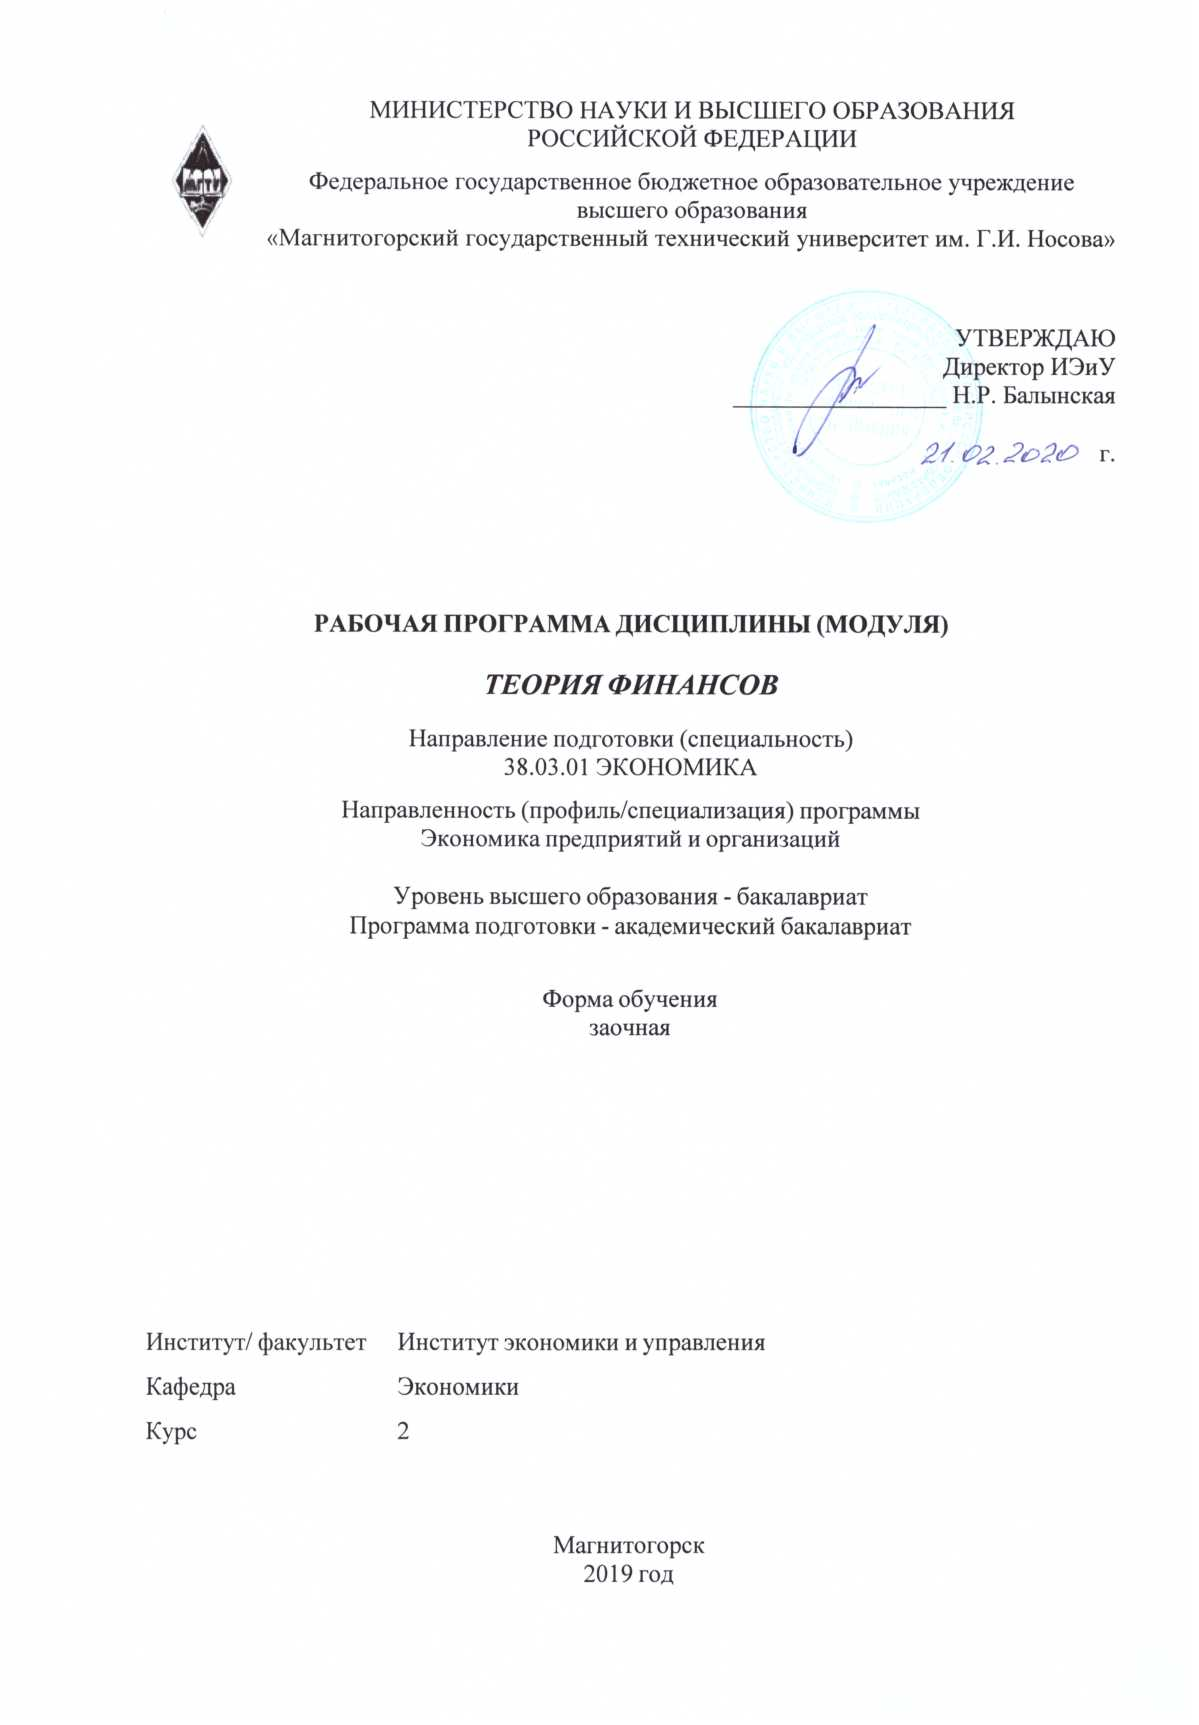 МИНИСТЕРСТВО НАУКИ И ВЫСШЕГО ОБРАЗОВАНИЯ
РОССИЙСКОЙ ФЕДЕРАЦИИ
Федеральное государственное бюджетное образовательное учреждение
высшего образования
«Магнитогорский государственный технический университет им. Г.И. Носова»
УТВЕРЖДАЮ
Директор ИЭиУ
Н.Р. Балынская
21.02.2020 г.
РАБОЧАЯ ПРОГРАММА ДИСЦИПЛИНЫ (МОДУЛЯ)
ТЕОРИЯ ФИНАНСОВ
Направление подготовки (специальность)
38.03.01 ЭКОНОМИКА
Направленность (профиль/специализация) программы
Экономика предприятий и организаций
Уровень высшего образования - бакалавриат
Программа подготовки - академический бакалавриат
Форма обучения
заочная
Институт/ факультет Институт экономики и управления
Кафедра Экономики
Курс 2
Магнитогорск
2019 год